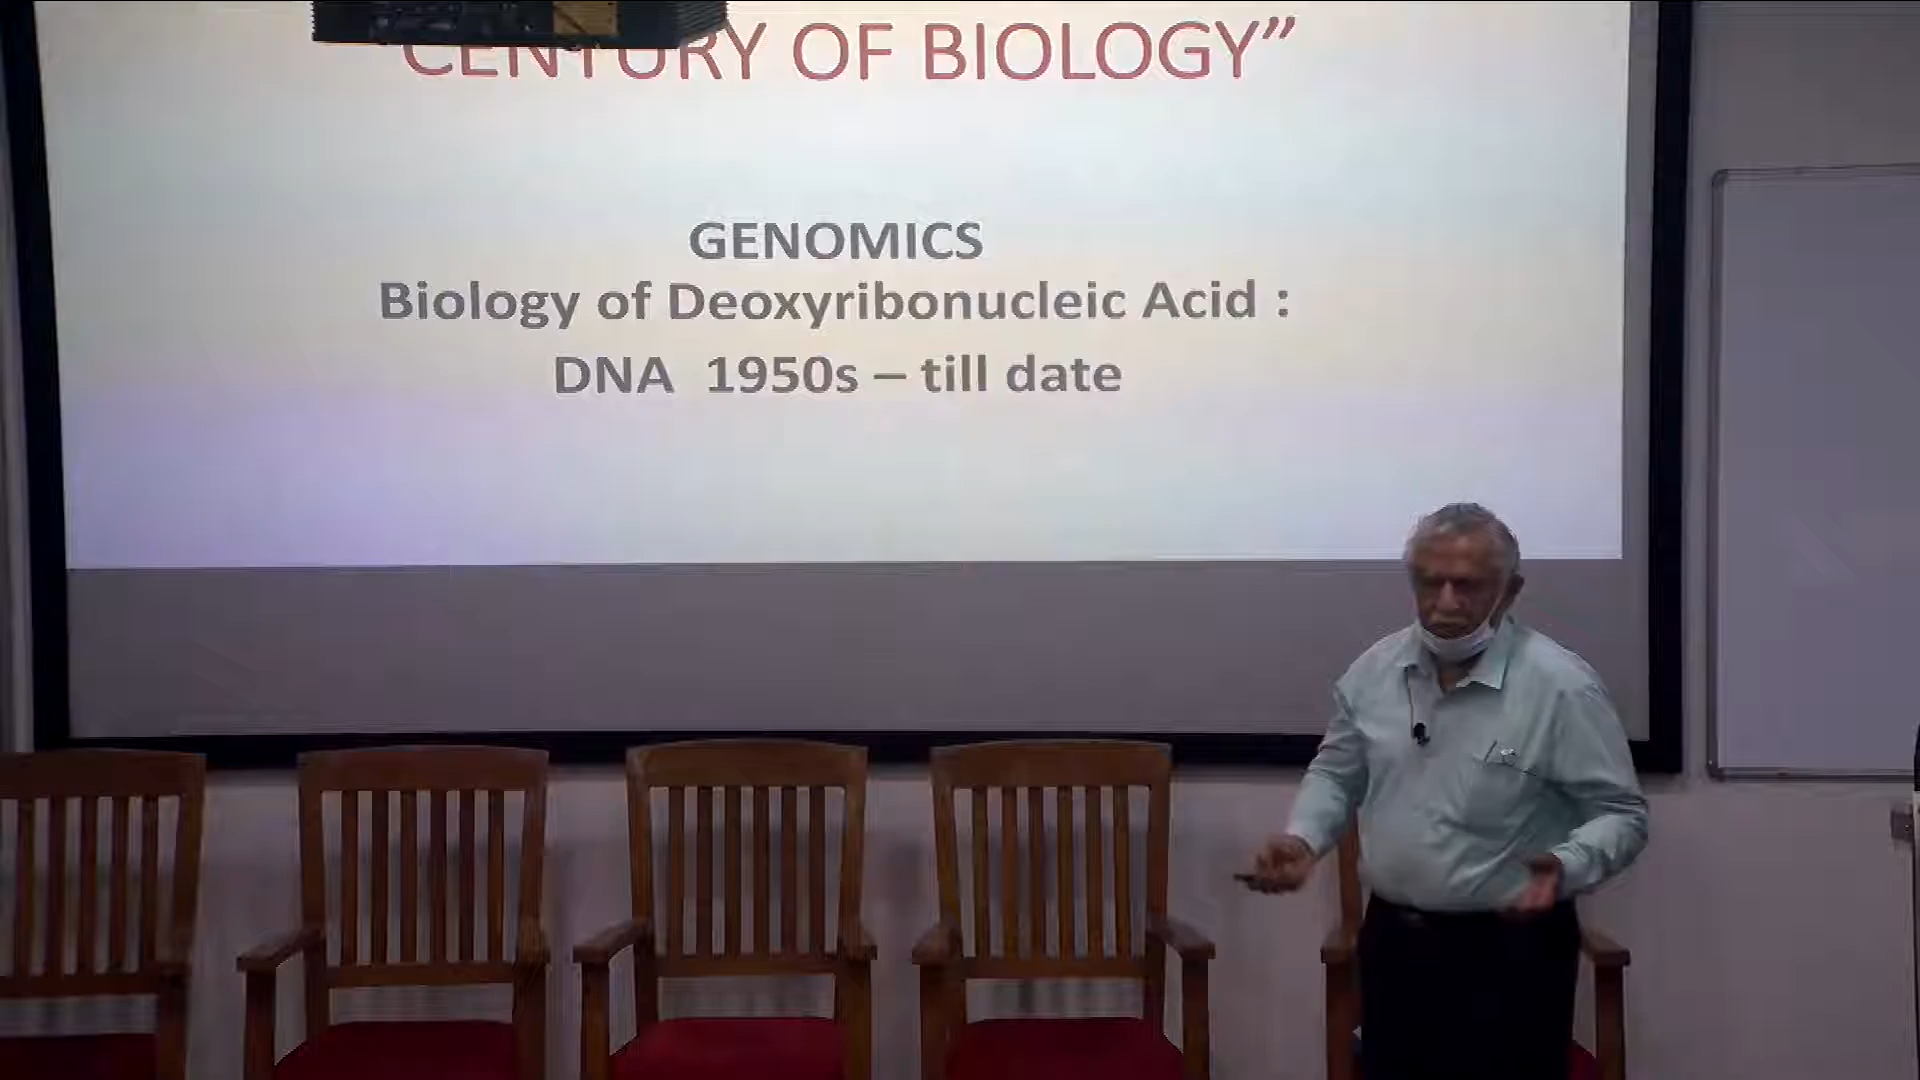 CENTURY OF BIOLOGY”
GENOMICS
Biology of Deoxyribonucleic Acid :
DNA 1950s – till date